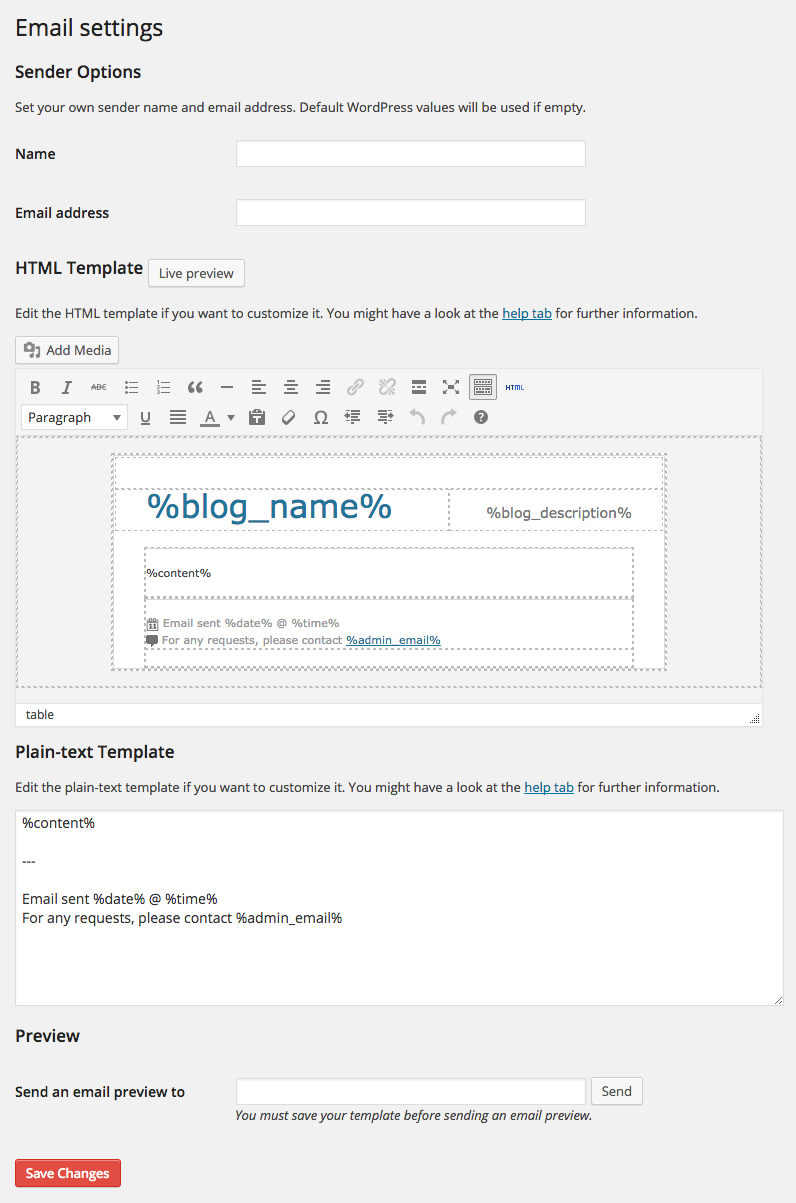 Email settings
Sender Options
Set your own sender name and email address. Default WordPress values will be used if empty.
Name
Email address
HTML Template Live preview
Edit the HTML template if you want to customize it. You might have a look at the help tab for further information.
Add Media
B I ABC HTML
Paragraph U A Ω ?
%blog_name% %blog_description%
%content%
Email sent %date% @ %time%
For any requests, please contact %admin_email%
table
Plain-text Template
Edit the plain-text template if you want to customize it. You might have a look at the help tab for further information.
%content%
---
Email sent %date% @ %time%
For any requests, please contact %admin_email%
Preview
Send an email preview to Send
You must save your template before sending an email preview.
Save Changes